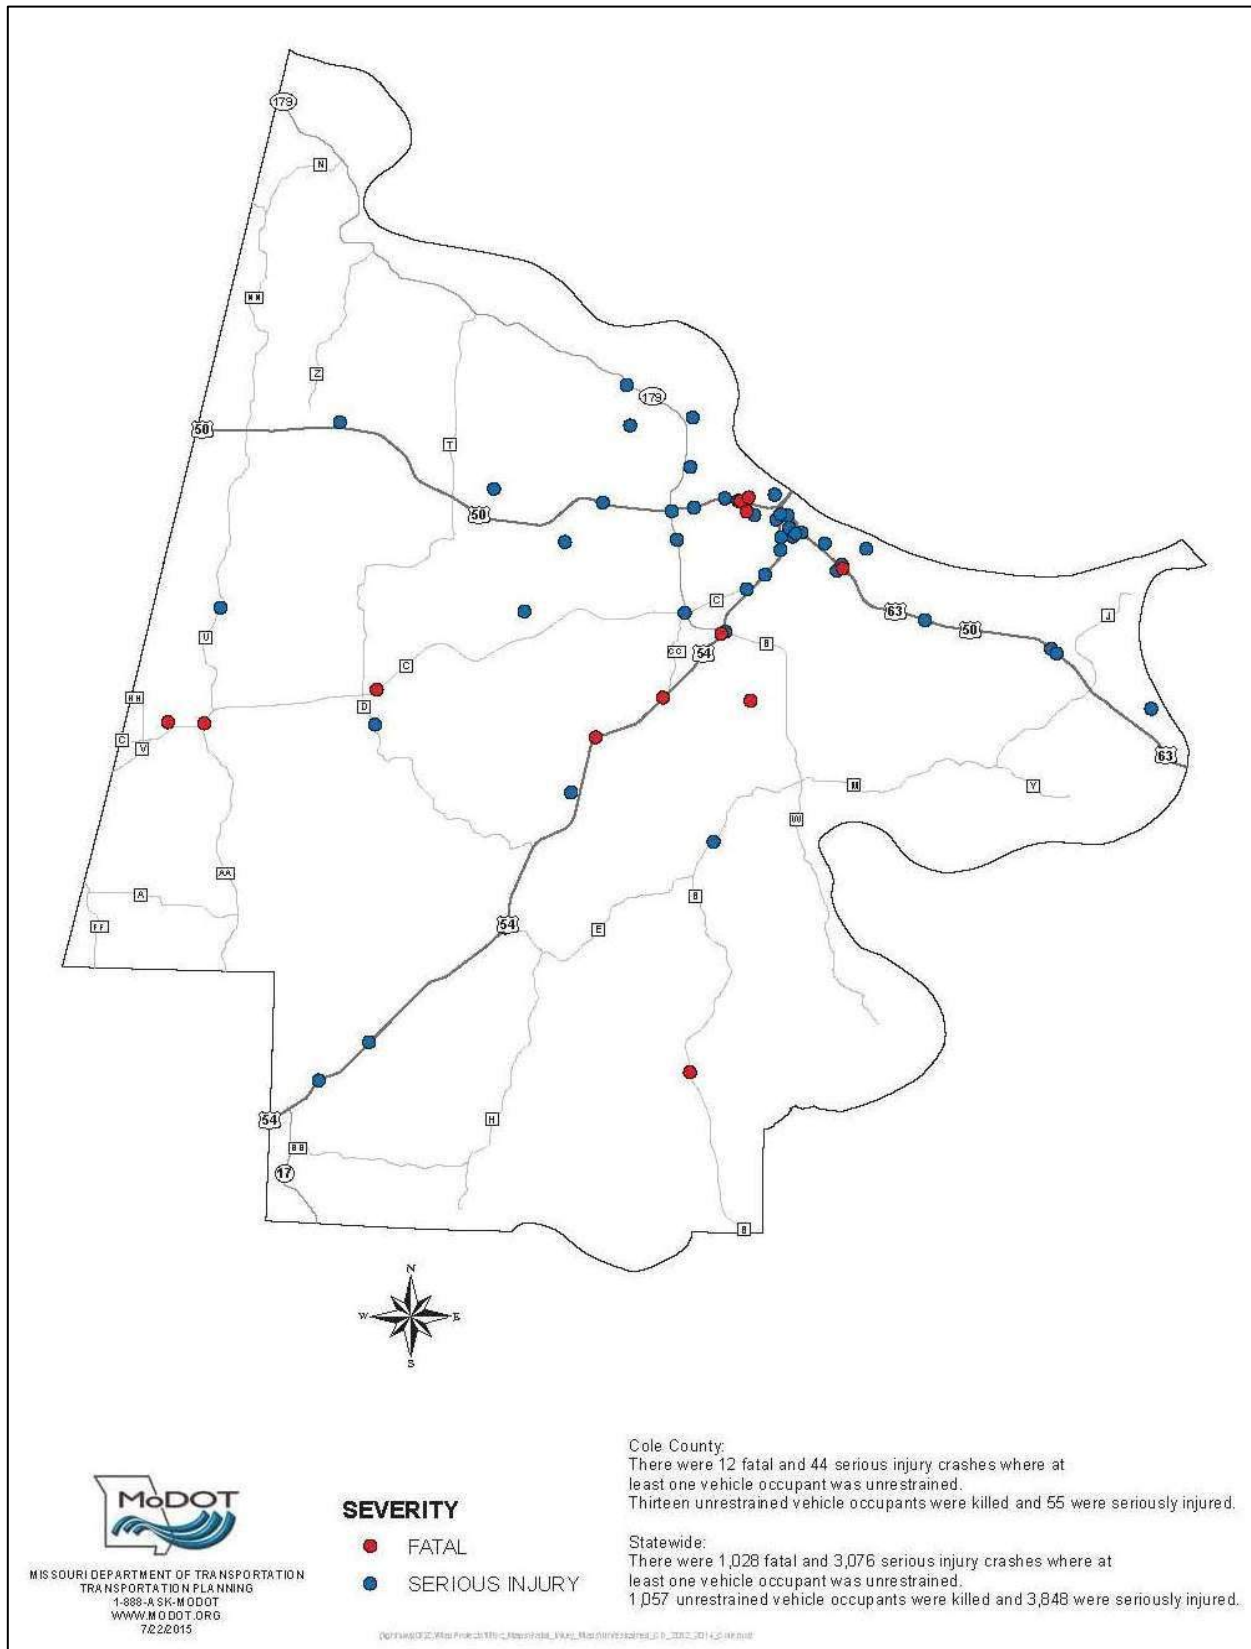 179
N
NN
Z
179
50
T
50
C
U
63
50
J
CC
54
B
C
HH
D
C
V
63
M
Y
W
AA
A
B
FF
54
E
54
H
BB
17
B
N
W E
S
Cole County:
There were 12 fatal and 44 serious injury crashes where at
least one vehicle occupant was unrestrained.
Thirteen unrestrained vehicle occupants were killed and 55 were seriously injured.
Statewide:
There were 1,028 fatal and 3,076 serious injury crashes where at
least one vehicle occupant was unrestrained.
1,057 unrestrained vehicle occupants were killed and 3,848 were seriously injured.
SEVERITY
FATAL
SERIOUS INJURY
MoDOT
MISSOURI DEPARTMENT OF TRANSPORTATION
TRANSPORTATION PLANNING
1-888-ASK-MODOT
WWW.MODOT.ORG
7/22/2015